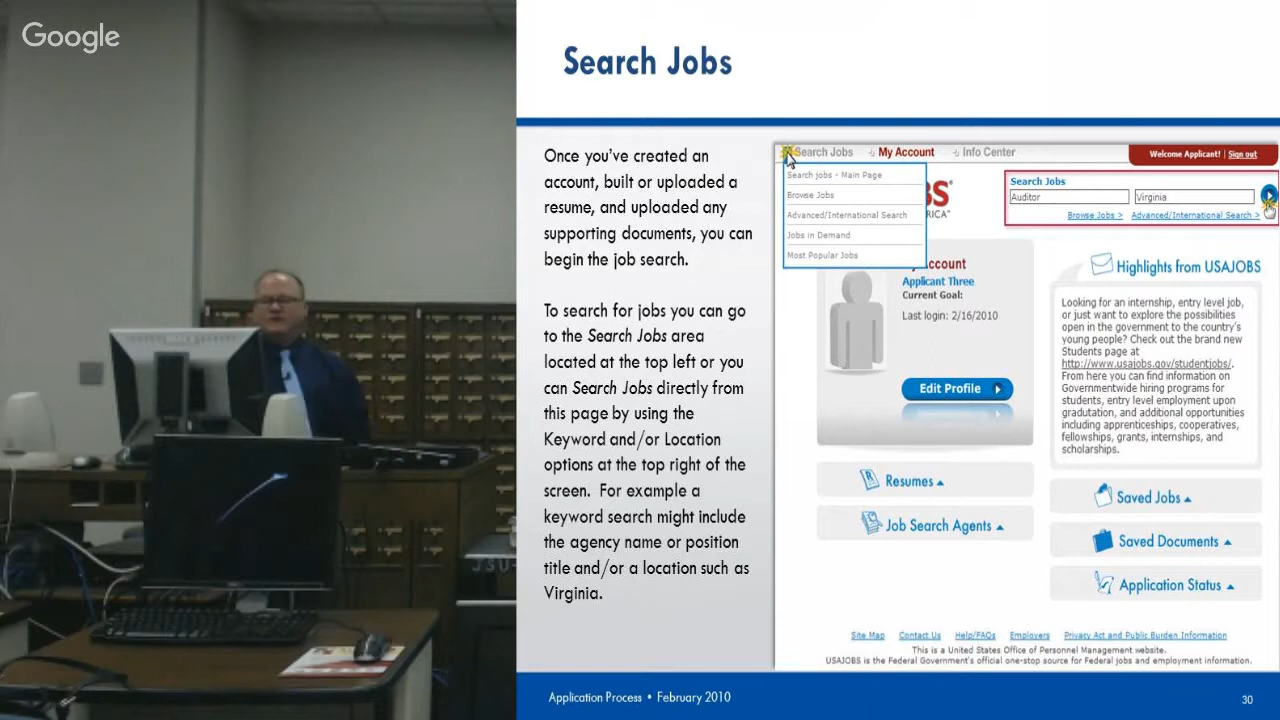 Google
Search Jobs
Once you've created an
account, built or uploaded a
resume, and uploaded any
supporting documents, you can
begin the job search.
To search for jobs you can go
to the Search Jobs area
located at the top left or you
can Search Jobs directly from
this page by using the
Keyword and/or Location
options at the top right of the
screen. For example a
keyword search might include
the agency name or position
title and/or a location such as
Virginia.
Search Jobs My Account Info Center
Welcome Applicant! | Sign out
Search jobs - Main Page
Browse Jobs
Advanced/International Search
Jobs in Demand
Most Popular Jobs
Search Jobs
Auditor Virginia
Browse Jobs > Advanced/International Search >
Applicant Three
Current Goal:
Last login: 2/16/2010
Edit Profile
Resumes
Job Search Agents
Highlights from USAJOBS
Looking for an internship, entry level job,
or just want to explore the possibilities
open in the government to the country's
young people? Check out the brand new
Students page at
http://www.usajobs.gov/studentjobs/.
From here you can find information on
Governmentwide hiring programs for
students, entry level employment upon
gradutation, and additional opportunities
including apprenticeships, cooperatives,
fellowships, grants, internships, and
scholarships.
Saved Jobs
Saved Documents
Application Status
Site Map Contact Us Help/FAQs Employers Privacy Act and Public Burden Information
This is a United States Office of Personnel Management website.
USAJOBS is the Federal Government's official one-stop source for Federal jobs and employment information.
Application Process • February 2010
30
JSU